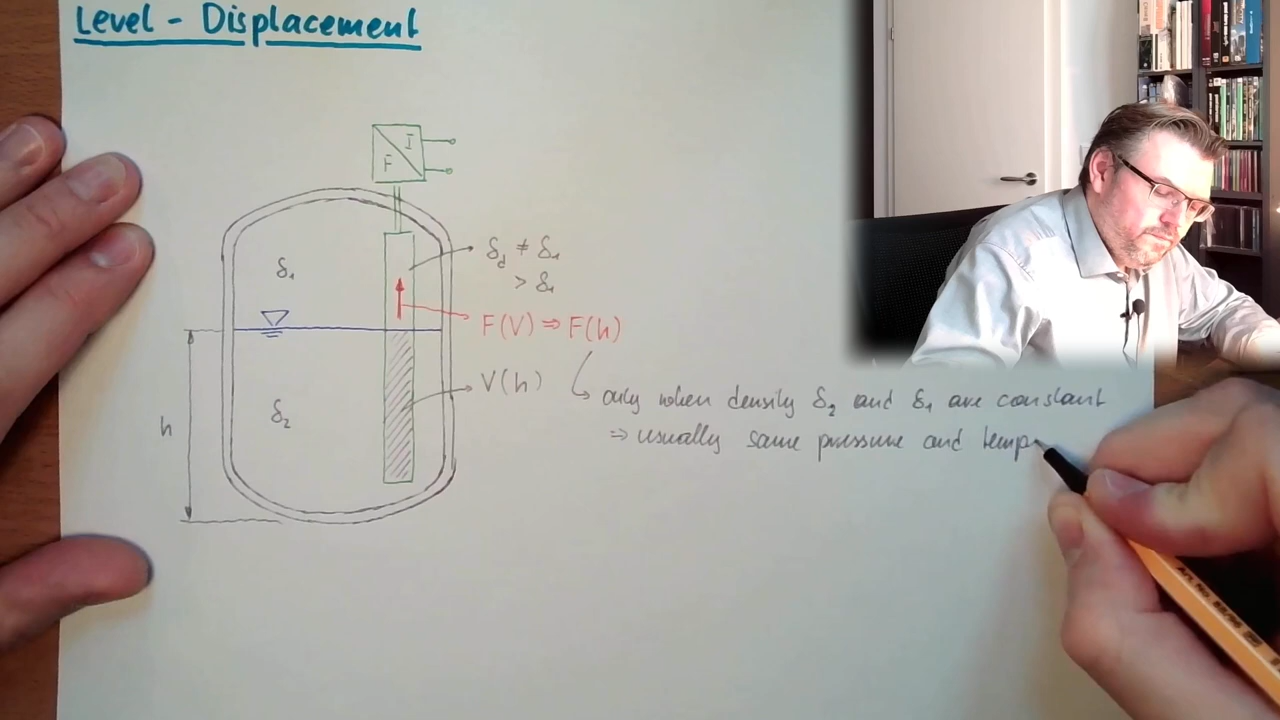 Level - Displacement
I
F
δ₁
δd ≠ δ₁
> δ₁
F(V) ⇒ F(h)
V(h)
only when density δ₂ and δ₁ are constant
⇒ usually same pressure and temp
h
δ₂